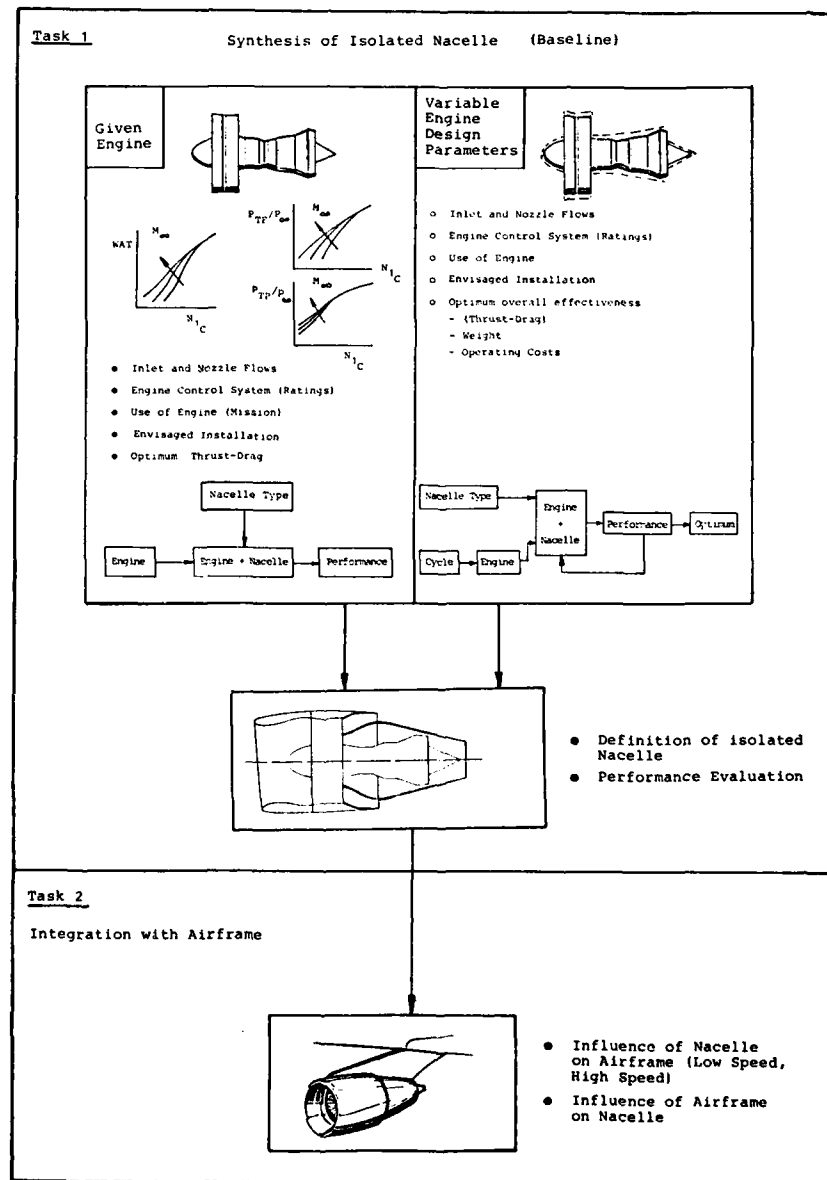 Task 1
Synthesis of Isolated Nacelle (Baseline)
Given
Engine
WAT
M∞
N1C
PTF/P∞
M∞
N1C
PTP/P∞
M∞
N1C
● Inlet and Nozzle Flows
● Engine Control System (Ratings)
● Use of Engine (Mission)
● Envisaged Installation
● Optimum Thrust-Drag
Nacelle Type
Engine
Engine + Nacelle
Performance
Variable
Engine
Design
Parameters
o Inlet and Nozzle Flows
o Engine Control System (Ratings)
o Use of Engine
o Envisaged Installation
o Optimum overall effectiveness
- (Thrust-Drag)
- Weight
- Operating Costs
Nacelle Type
Cycle
Engine
Engine
+
Nacelle
Performance
Optimum
● Definition of isolated
Nacelle
● Performance Evaluation
Task 2
Integration with Airframe
● Influence of Nacelle
on Airframe (Low Speed,
High Speed)
● Influence of Airframe
on Nacelle